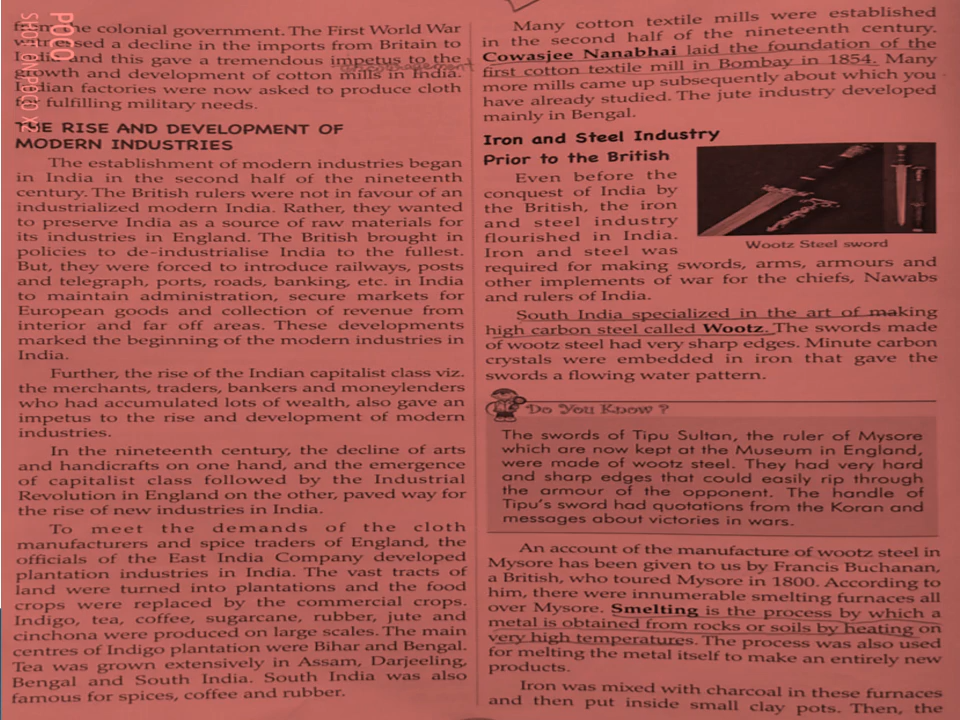 from the colonial government. The First World War
witnessed a decline in the imports from Britain to
India and this gave a tremendous impetus to the
growth and development of cotton mills in India.
Indian factories were now asked to produce cloth
for fulfilling military needs.
THE RISE AND DEVELOPMENT OF
MODERN INDUSTRIES
The establishment of modern industries began
in India in the second half of the nineteenth
century. The British rulers were not in favour of an
industrialized modern India. Rather, they wanted
to preserve India as a source of raw materials for
its industries in England. The British brought in
policies to de-industrialise India to the fullest.
But, they were forced to introduce railways, posts
and telegraph, ports, roads, banking, etc. in India
to maintain administration, secure markets for
European goods and collection of revenue from
interior and far off areas. These developments
marked the beginning of the modern industries in
India.
Further, the rise of the Indian capitalist class viz.
the merchants, traders, bankers and moneylenders
who had accumulated lots of wealth, also gave an
impetus to the rise and development of modern
industries.
In the nineteenth century, the decline of arts
and handicrafts on one hand, and the emergence
of capitalist class followed by the Industrial
Revolution in England on the other, paved way for
the rise of new industries in India.
To meet the demands of the cloth
manufacturers and spice traders of England, the
officials of the East India Company developed
plantation industries in India. The vast tracts of
land were turned into plantations and the food
crops were replaced by the commercial crops.
Indigo, tea, coffee, sugarcane, rubber, jute and
cinchona were produced on large scales. The main
centres of Indigo plantation were Bihar and Bengal.
Tea was grown extensively in Assam, Darjeeling,
Bengal and South India. South India was also
famous for spices, coffee and rubber.
Many cotton textile mills were established
in the second half of the nineteenth century.
Cowasjee Nanabhai laid the foundation of the
first cotton textile mill in Bombay in 1854. Many
more mills came up subsequently about which you
have already studied. The jute industry developed
mainly in Bengal.
Iron and Steel Industry
Prior to the British
Even before the
conquest of India by
the British, the iron
and steel industry
flourished in India.
Iron and steel was
Wootz Steel sword
required for making swords, arms, armours and
other implements of war for the chiefs, Nawabs
and rulers of India.
South India specialized in the art of making
high carbon steel called Wootz. The swords made
of wootz steel had very sharp edges. Minute carbon
crystals were embedded in iron that gave the
swords a flowing water pattern.
Do You Know ?
The swords of Tipu Sultan, the ruler of Mysore
which are now kept at the Museum in England,
were made of wootz steel. They had very hard
and sharp edges that could easily rip through
the armour of the opponent. The handle of
Tipu's sword had quotations from the Koran and
messages about victories in wars.
An account of the manufacture of wootz steel in
Mysore has been given to us by Francis Buchanan,
a British, who toured Mysore in 1800. According to
him, there were innumerable smelting furnaces all
over Mysore. Smelting is the process by which a
metal is obtained from rocks or soils by heating on
very high temperatures. The process was also used
for melting the metal itself to make an entirely new
products.
Iron was mixed with charcoal in these furnaces
and then put inside small clay pots. Then, the
POCO
SHOT ON POCO X2